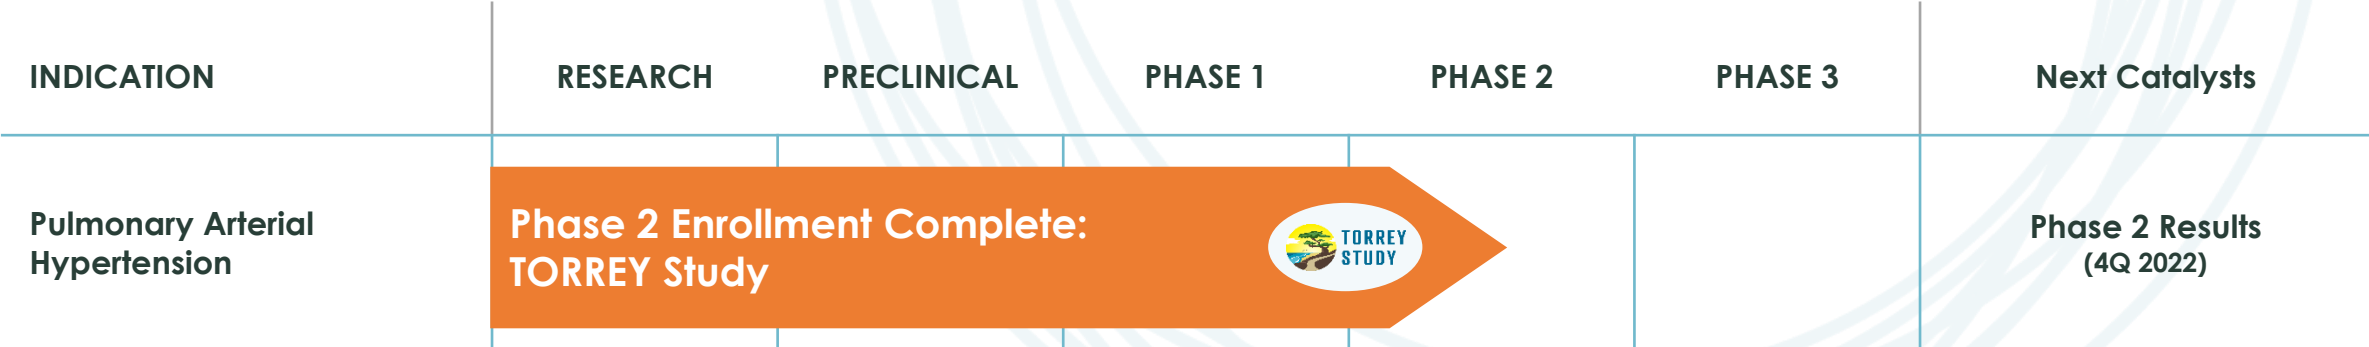 INDICATION
RESEARCH
PRECLINICAL
PHASE 1
PHASE 2
PHASE 3
Next Catalysts
Pulmonary Arterial
Hypertension
Phase 2 Enrollment Complete:
TORREY Study
TORREY
STUDY
Phase 2 Results
(4Q 2022)